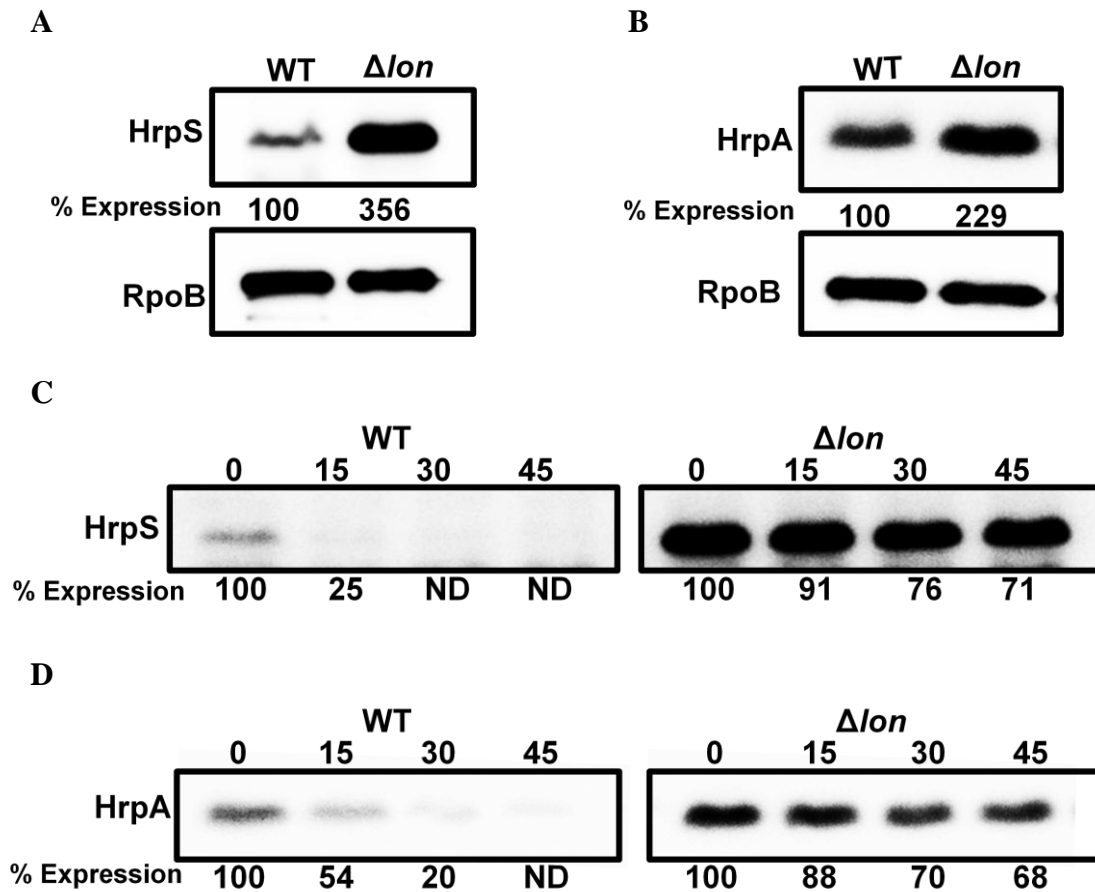 A
B
WT Δlon
HrpS
% Expression 100 356
RpoB
WT Δlon
HrpA
% Expression 100 229
RpoB
C
WT Δlon
0 15 30 45 0 15 30 45
HrpS
% Expression 100 25 ND ND 100 91 76 71
D
WT Δlon
0 15 30 45 0 15 30 45
HrpA
% Expression 100 54 20 ND 100 88 70 68